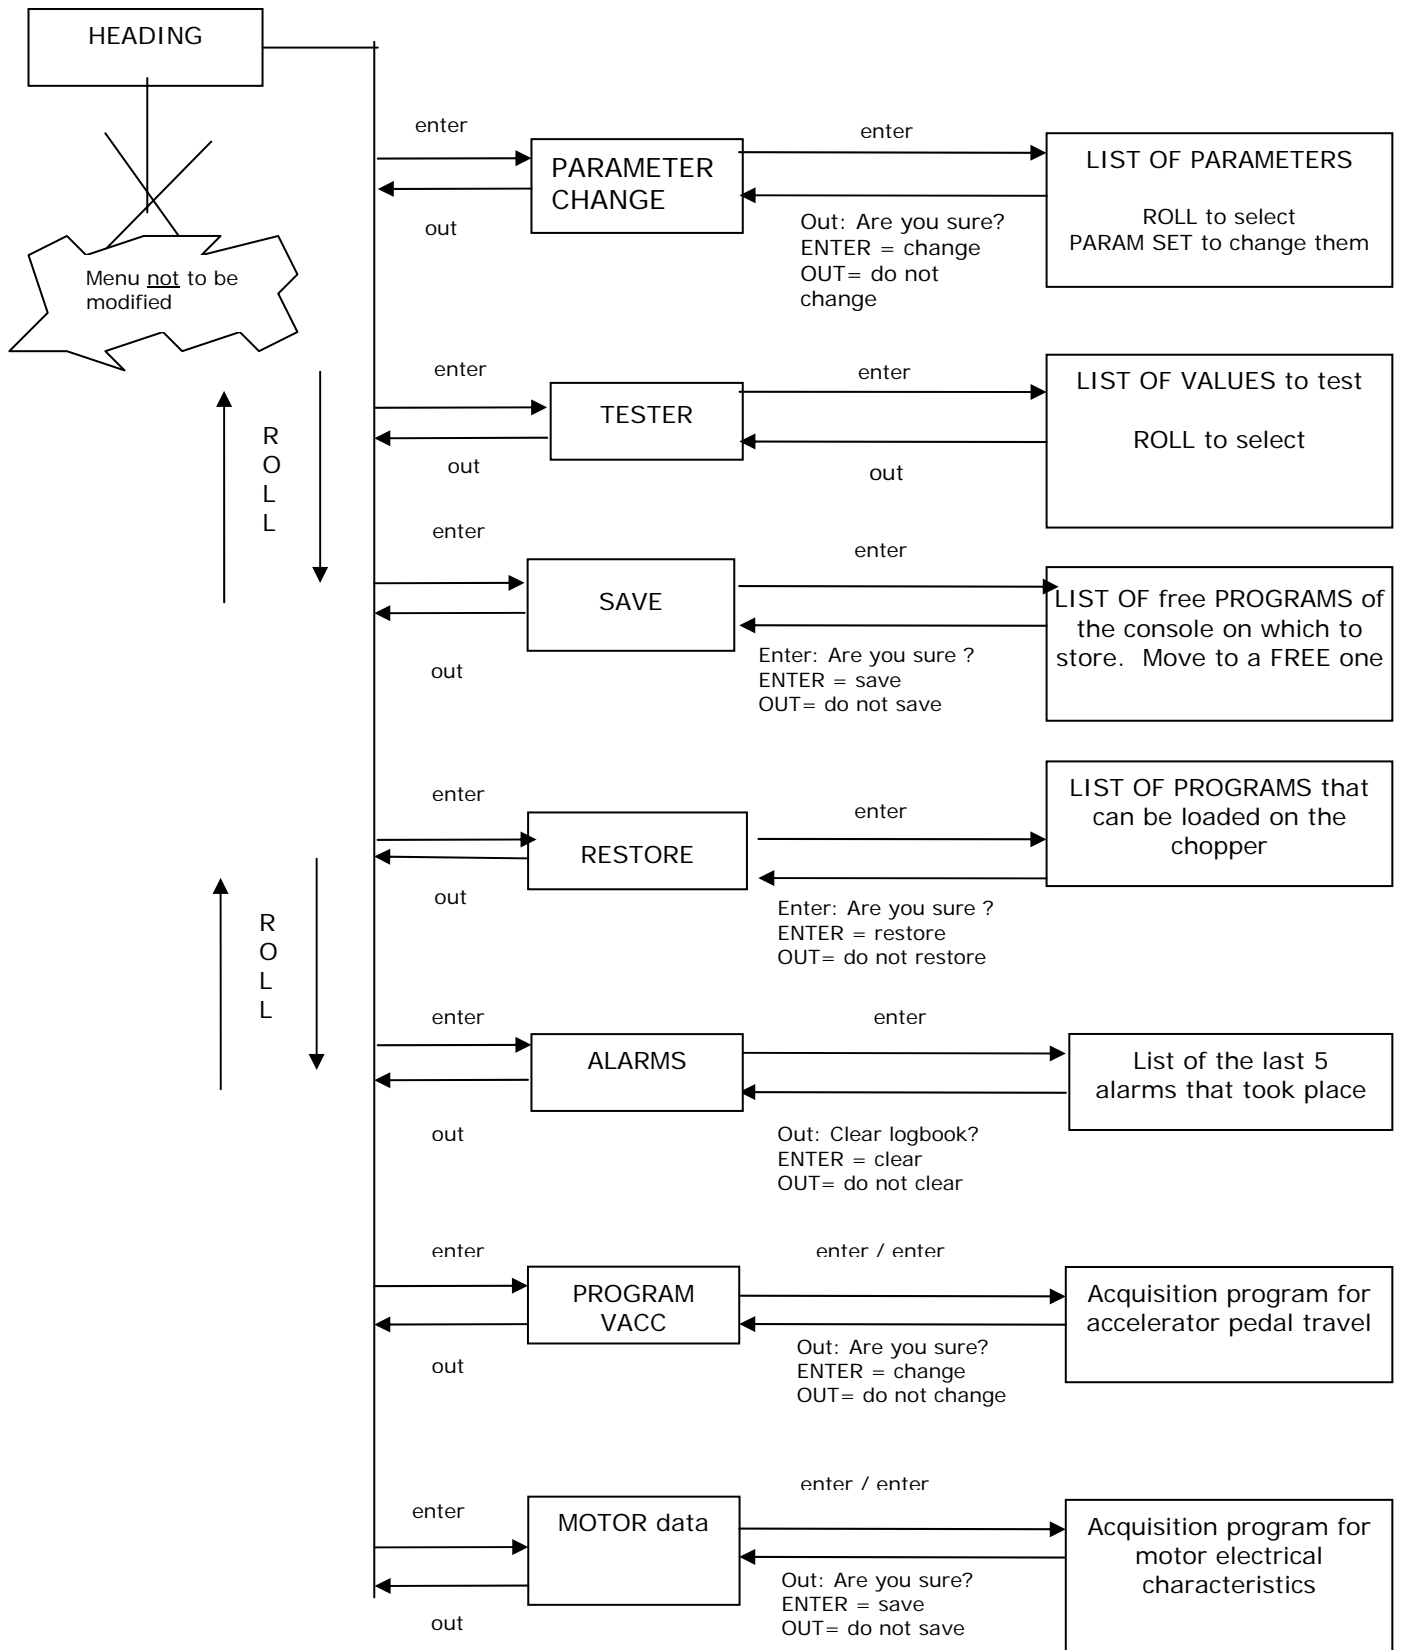 HEADING
Menu not to be
modified
enter
PARAMETER
CHANGE
out
enter
Out: Are you sure?
ENTER = change
OUT= do not
change
LIST OF PARAMETERS
ROLL to select
PARAM SET to change them
R
O
L
L
enter
TESTER
out
enter
out
LIST OF VALUES to test
ROLL to select
enter
SAVE
out
enter
Enter: Are you sure ?
ENTER = save
OUT= do not save
LIST OF free PROGRAMS of
the console on which to
store. Move to a FREE one
enter
RESTORE
out
enter
Enter: Are you sure ?
ENTER = restore
OUT= do not restore
LIST OF PROGRAMS that
can be loaded on the
chopper
R
O
L
L
enter
ALARMS
out
enter
Out: Clear logbook?
ENTER = clear
OUT= do not clear
List of the last 5
alarms that took place
enter
PROGRAM
VACC
out
enter / enter
Out: Are you sure?
ENTER = change
OUT= do not change
Acquisition program for
accelerator pedal travel
enter
MOTOR data
out
enter / enter
Out: Are you sure?
ENTER = save
OUT= do not save
Acquisition program for
motor electrical
characteristics